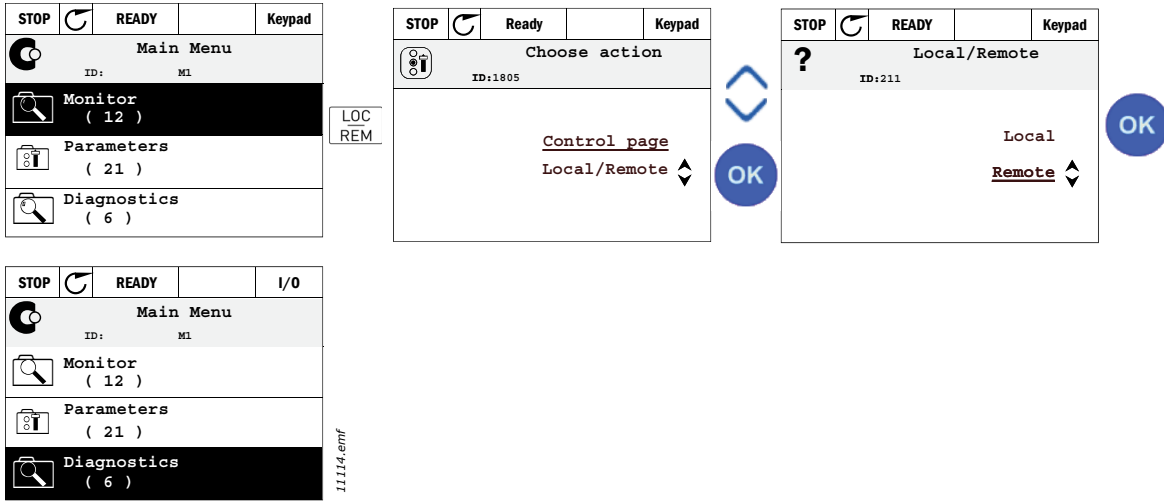 STOP READY Keypad
Main Menu
ID: M1
Monitor
( 12 )
Parameters
( 21 )
Diagnostics
( 6 )
LOC
REM
STOP Ready Keypad
Choose action
ID:1805
Control page
Local/Remote
OK
STOP READY Keypad
? Local/Remote
ID:211
Local
Remote
OK
STOP READY I/O
Main Menu
ID: M1
Monitor
( 12 )
Parameters
( 21 )
Diagnostics
( 6 )
11114.emf